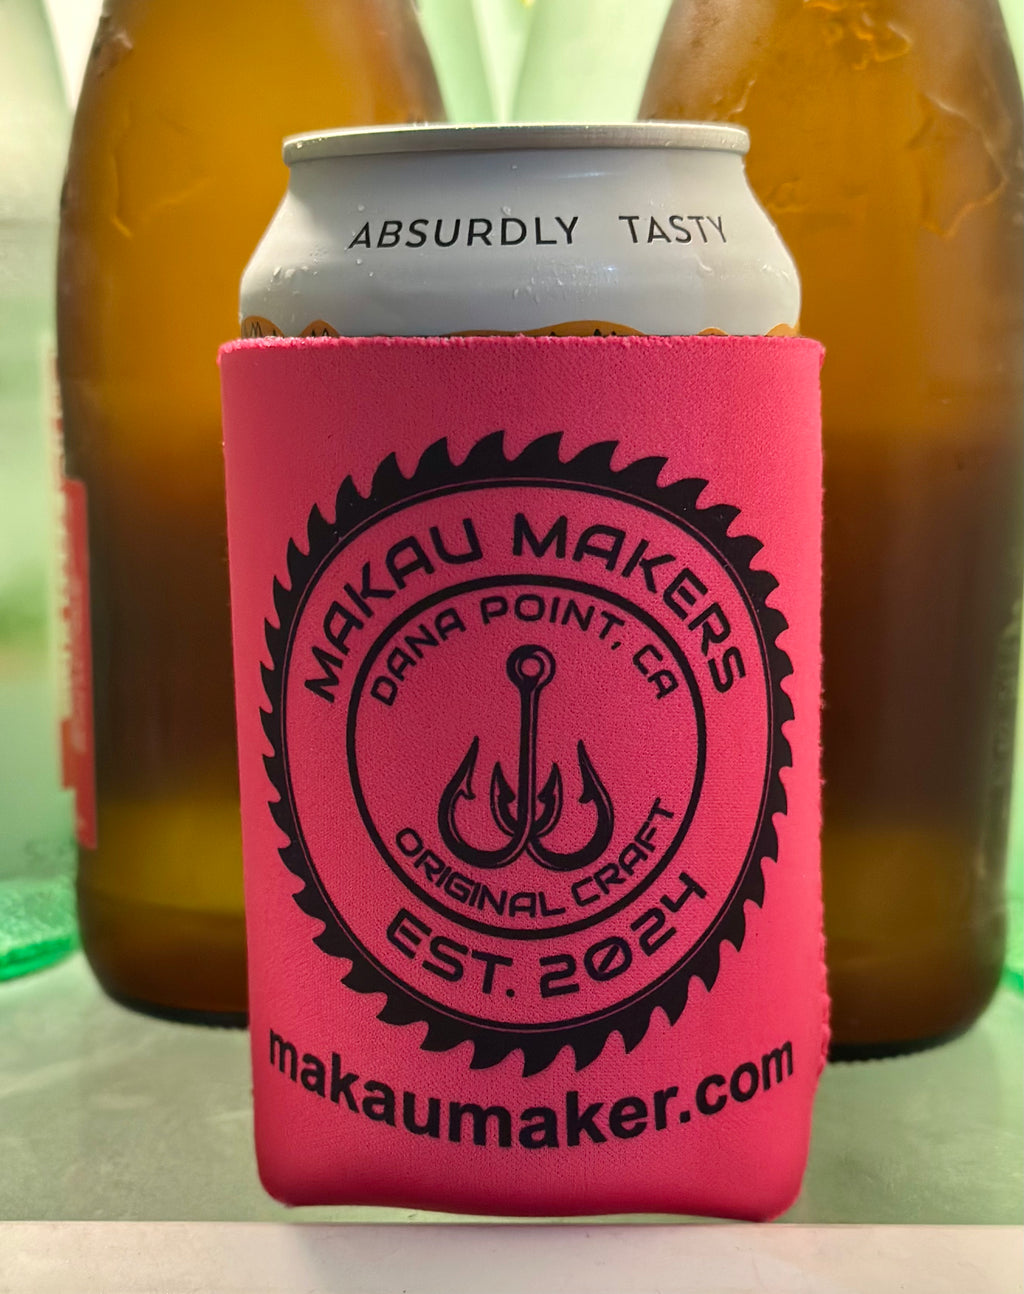 ABSURDLY TASTY
MAKAU MAKERS
DANA POINT, CA
ORIGINAL CRAFT
EST. 2024
makaumaker.com